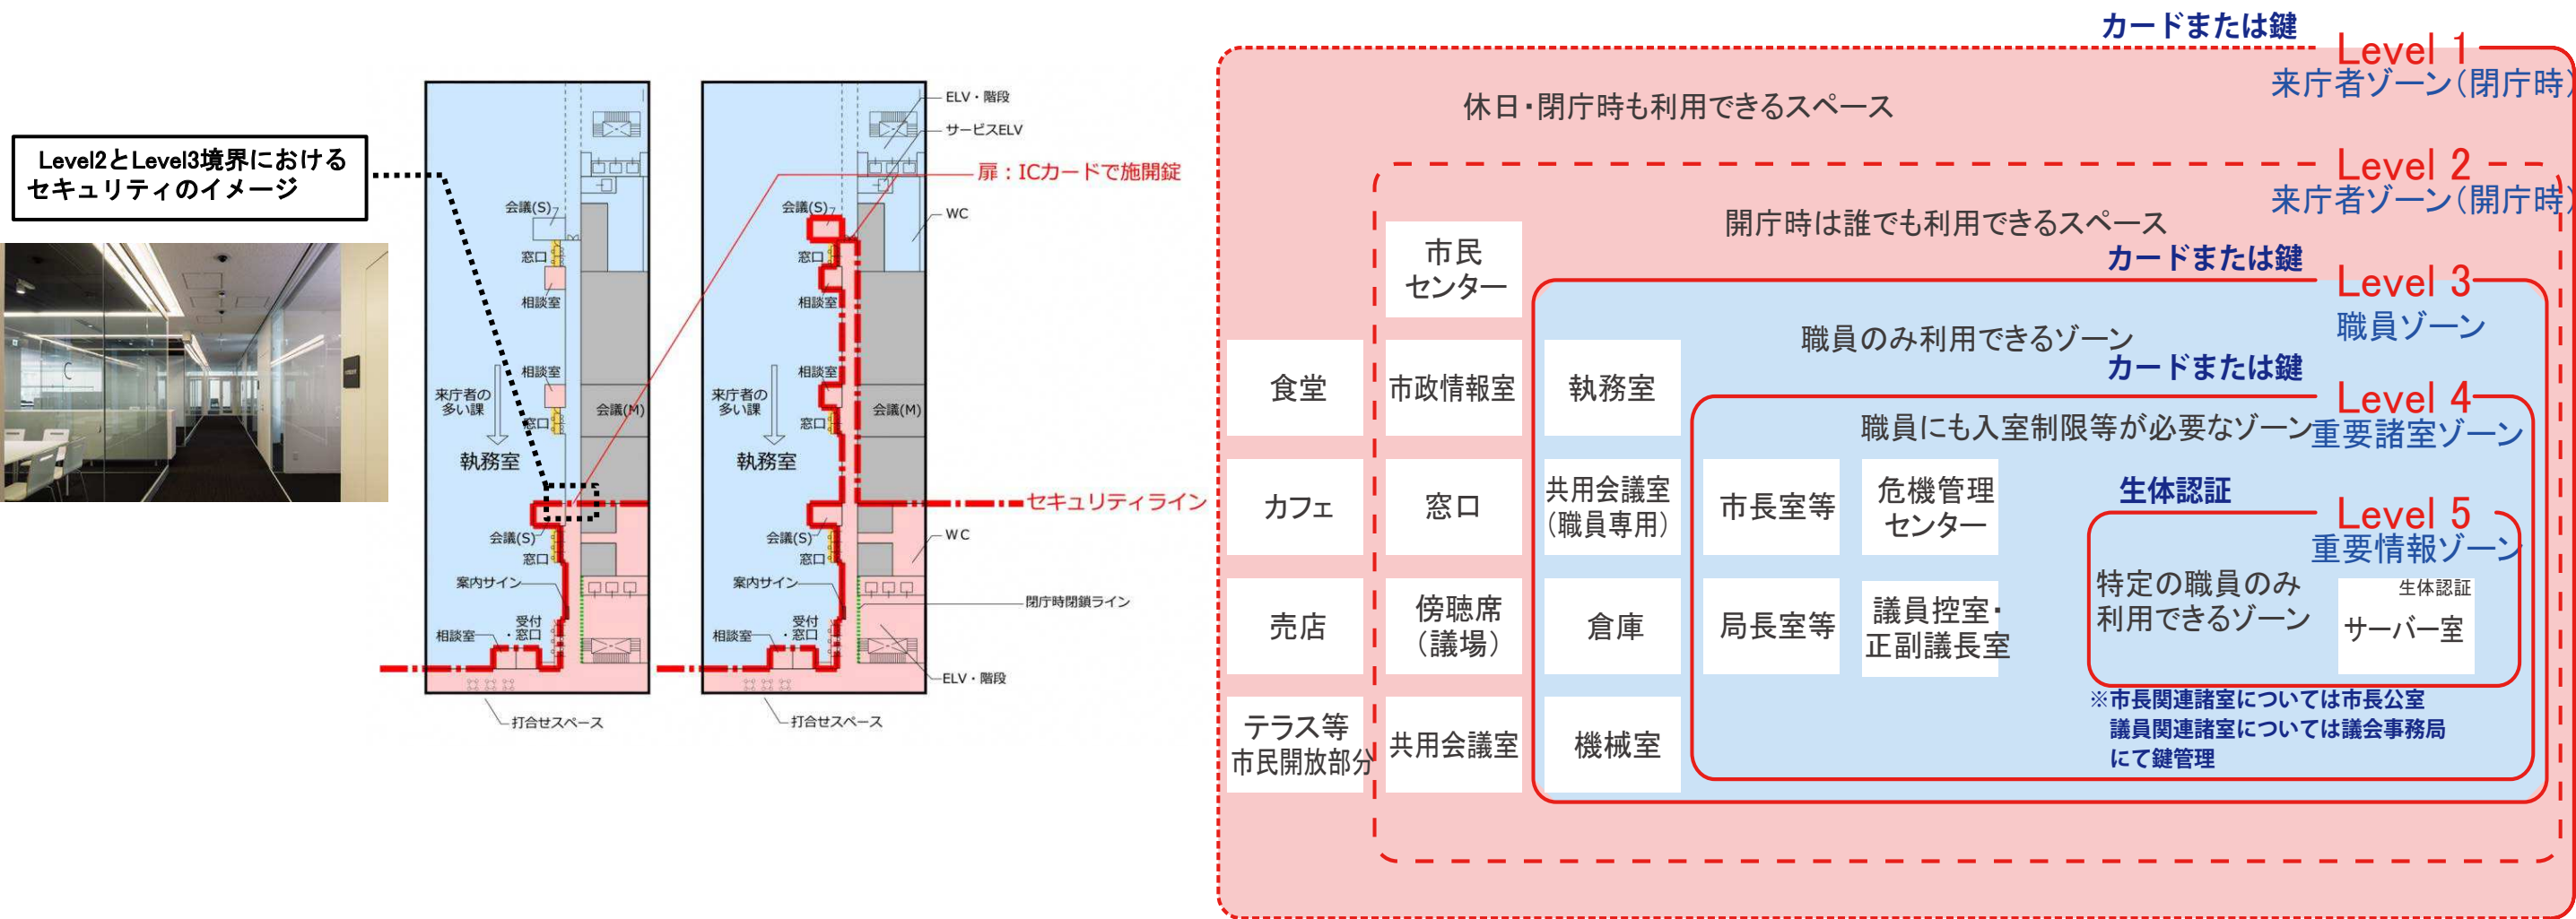 Level2とLevel3境界における
セキュリティのイメージ
会議(S)
窓口
相談室
相談室
来庁者の
多い課
窓口
会議(M)
執務室
会議(S)
窓口
案内サイン
受付
・窓口
相談室
打合せスペース
ELV・階段
サービスELV
扉：ICカードで施開錠
会議(S)
WC
窓口
相談室
相談室
来庁者の
多い課
窓口
会議(M)
執務室
セキュリティライン
会議(S)
窓口
WC
案内サイン
閉庁時閉鎖ライン
受付
・窓口
相談室
ELV・階段
打合せスペース
カードまたは鍵
Level 1
来庁者ゾーン(閉庁時)
休日・閉庁時も利用できるスペース
Level 2
来庁者ゾーン(開庁時)
開庁時は誰でも利用できるスペース
カードまたは鍵
Level 3
職員ゾーン
職員のみ利用できるゾーン
カードまたは鍵
Level 4
重要諸室ゾーン
職員にも入室制限等が必要なゾーン
生体認証
Level 5
重要情報ゾーン
特定の職員のみ
利用できるゾーン
生体認証
サーバー室
市民
センター
食堂
市政情報室
執務室
カフェ
窓口
共用会議室
(職員専用)
市長室等
危機管理
センター
売店
傍聴席
(議場)
倉庫
局長室等
議員控室・
正副議長室
テラス等
市民開放部分
共用会議室
機械室
※市長関連諸室については市長公室
議員関連諸室については議会事務局
にて鍵管理